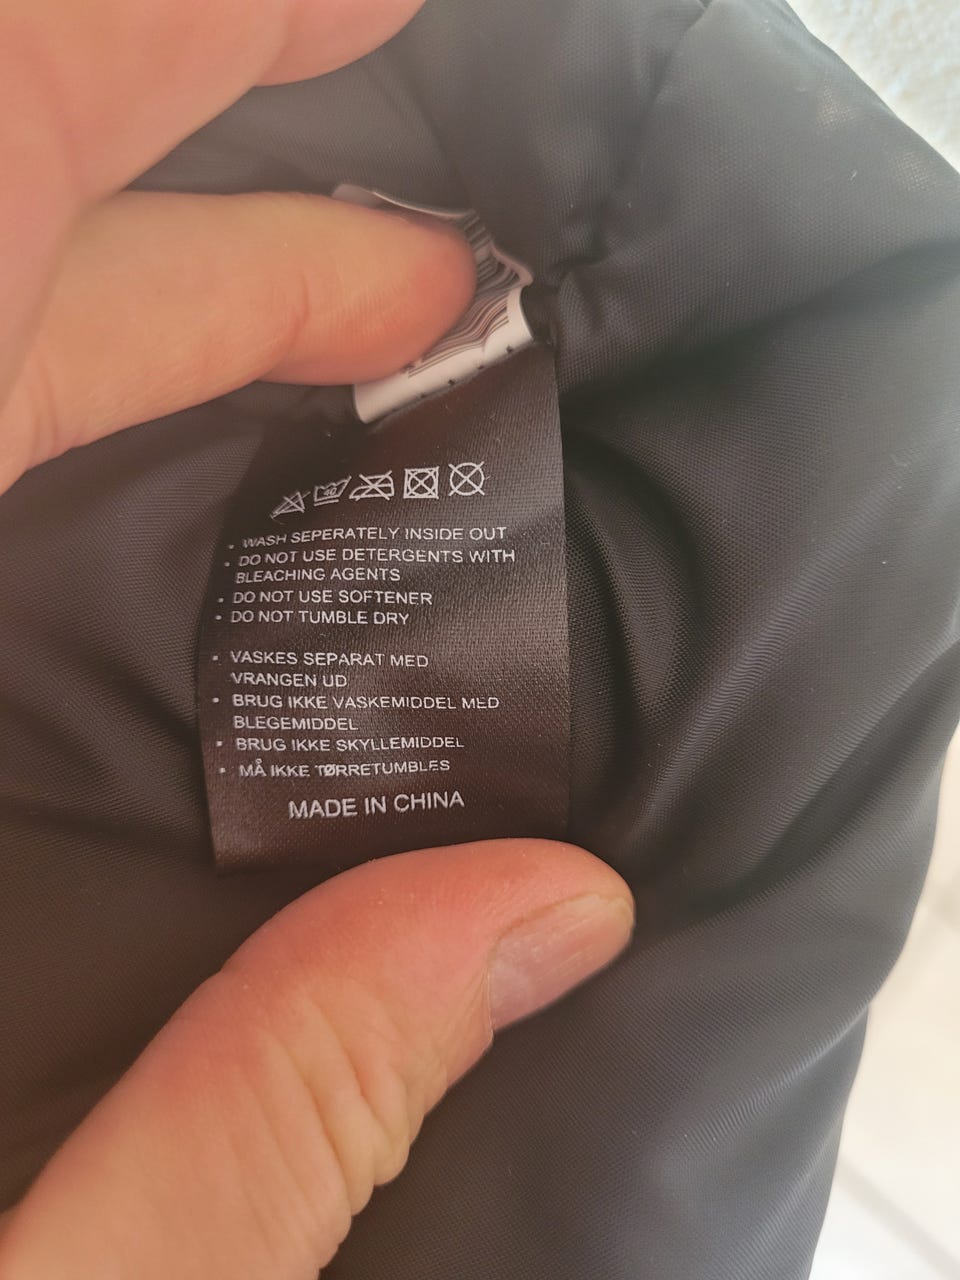 40
• WASH SEPERATELY INSIDE OUT
• DO NOT USE DETERGENTS WITH
BLEACHING AGENTS
• DO NOT USE SOFTENER
• DO NOT TUMBLE DRY
• VASKES SEPARAT MED
VRANGEN UD
• BRUG IKKE VASKEMIDDEL MED
BLEGEMIDDEL
• BRUG IKKE SKYLLEMIDDEL
• MÅ IKKE TØRRETUMBLES
MADE IN CHINA